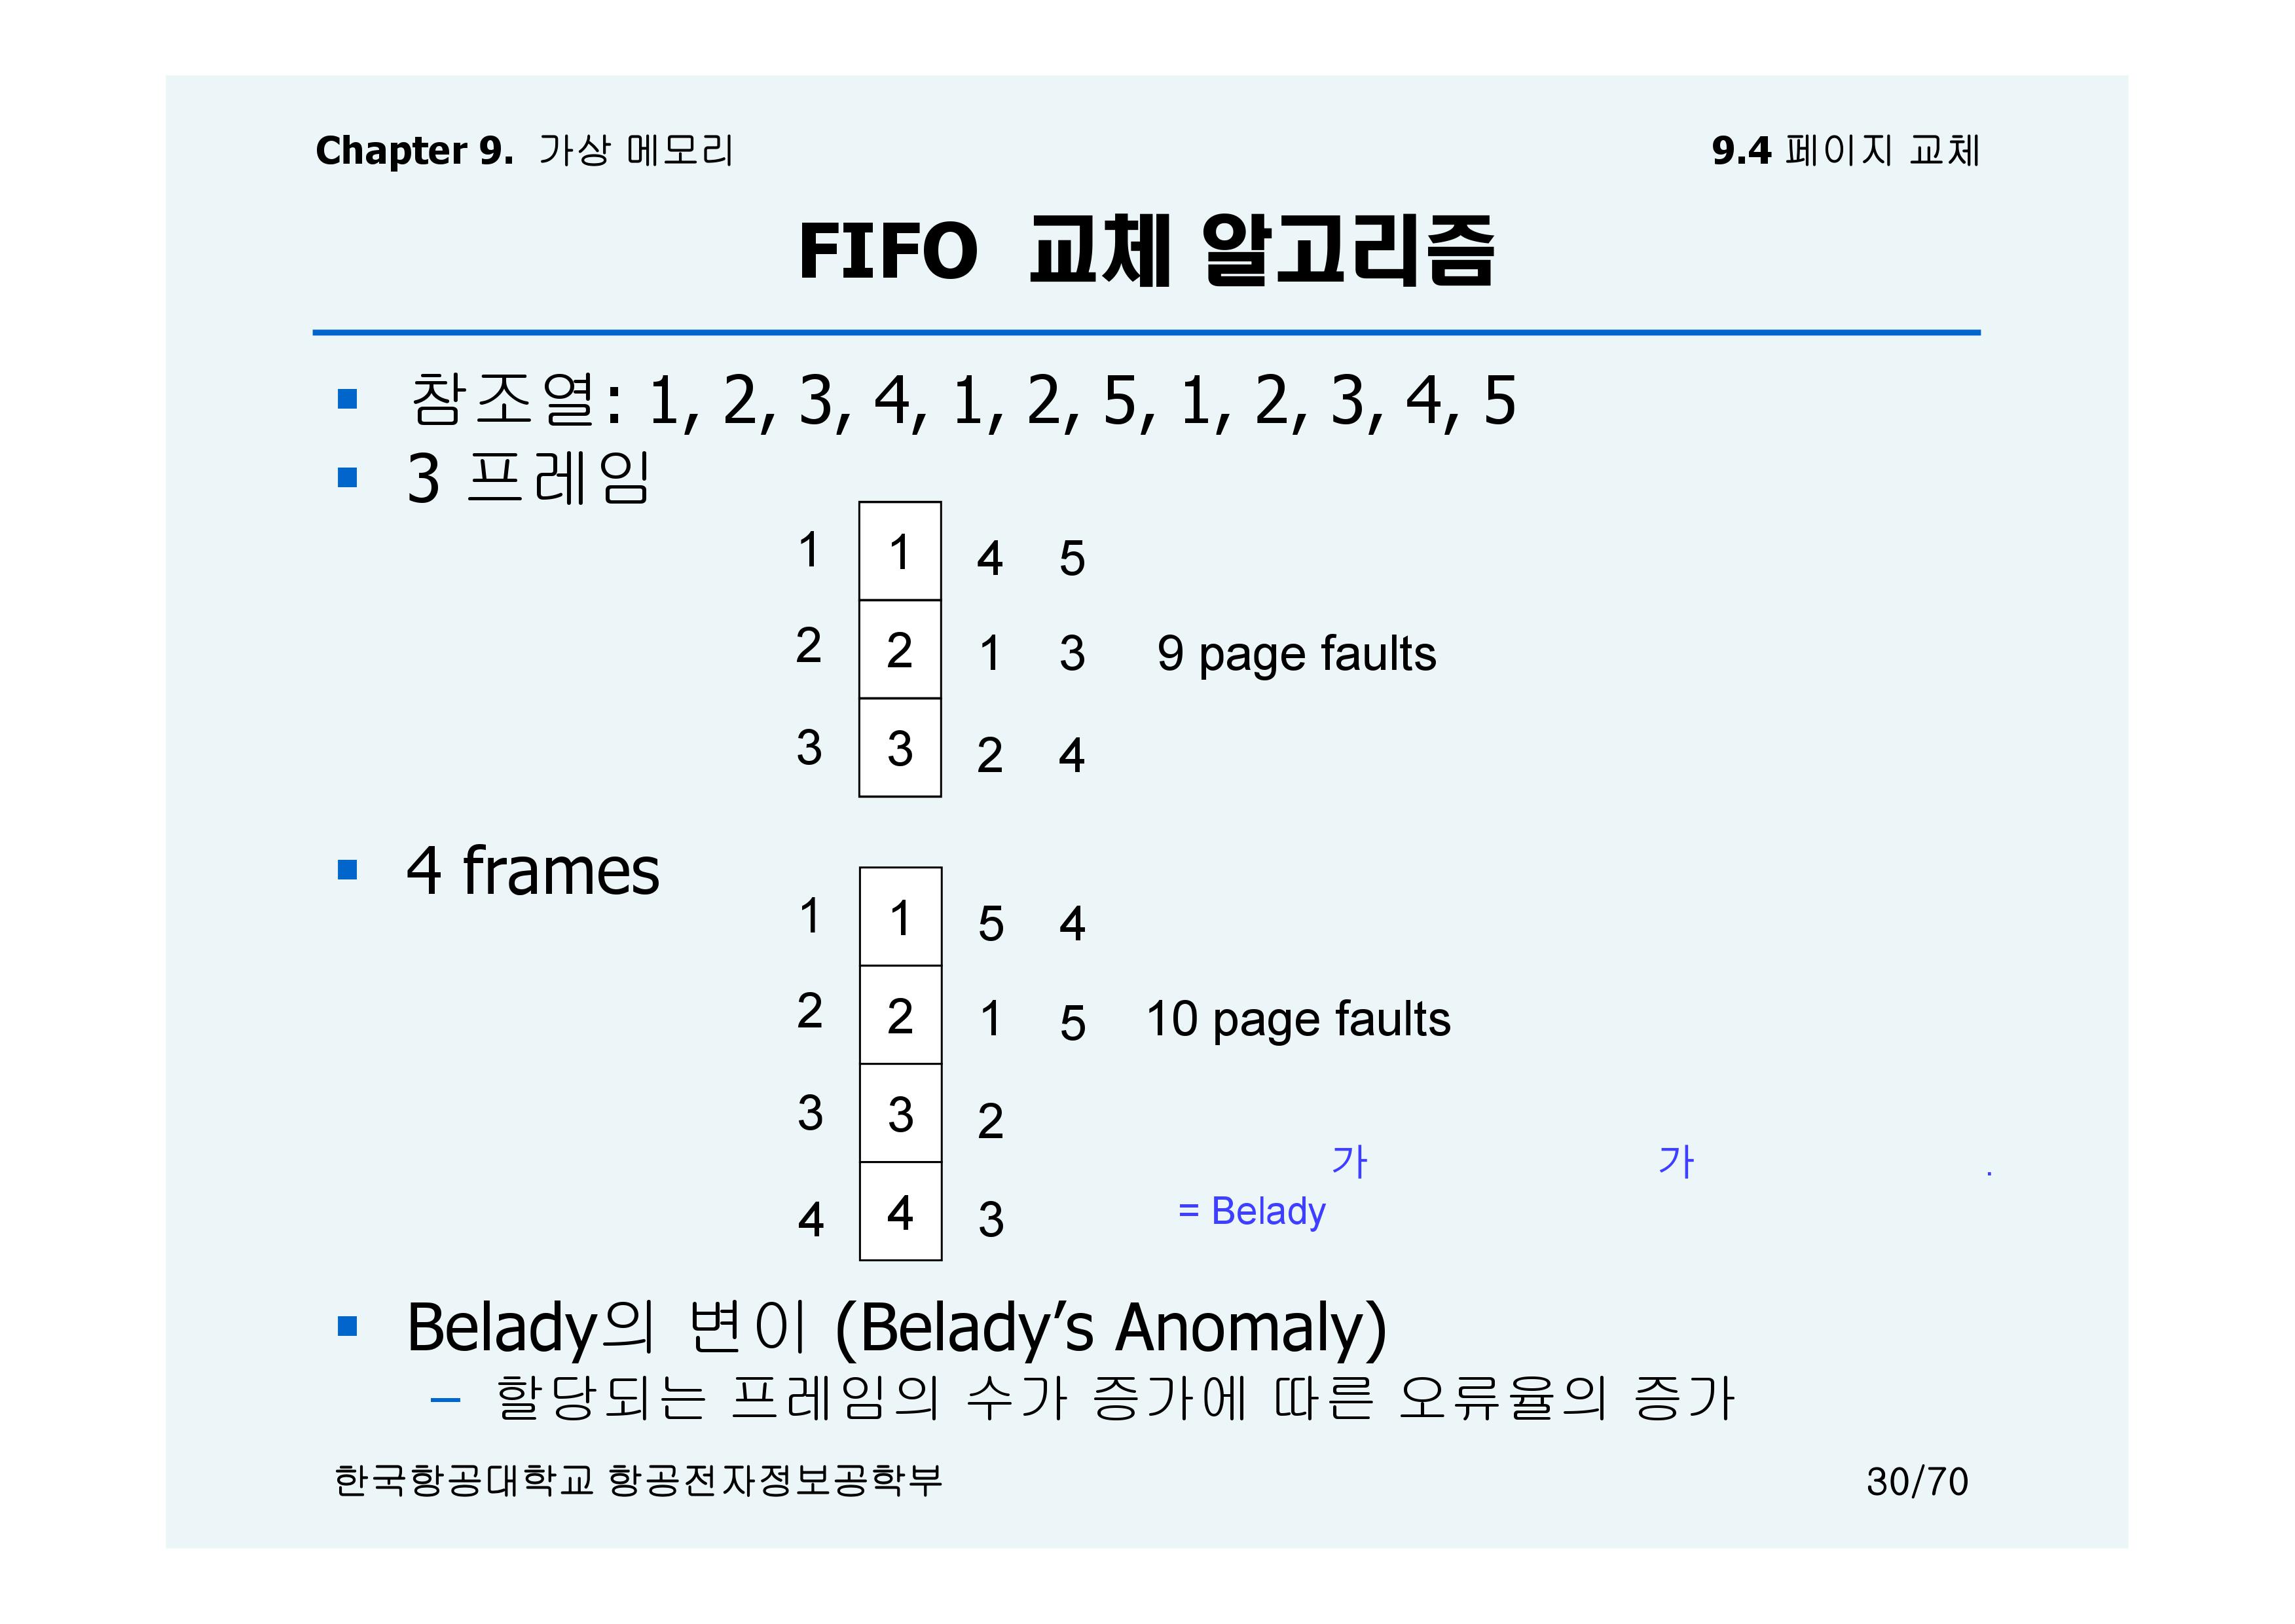 Chapter 9. 가상 메모리
9.4 페이지 교체
FIFO 교체 알고리즘
참조열: 1, 2, 3, 4, 1, 2, 5, 1, 2, 3, 4, 5
3 프레임
1 1 4 5
2 2 1 3 9 page faults
3 3 2 4
4 frames
1 1 5 4
2 2 1 5 10 page faults
3 3 2
가 가 .
= Belady
4 4 3
Belady의 변이 (Belady’s Anomaly)
– 할당되는 프레임의 수가 증가에 따른 오류율의 증가
한국항공대학교 항공전자정보공학부
30/70